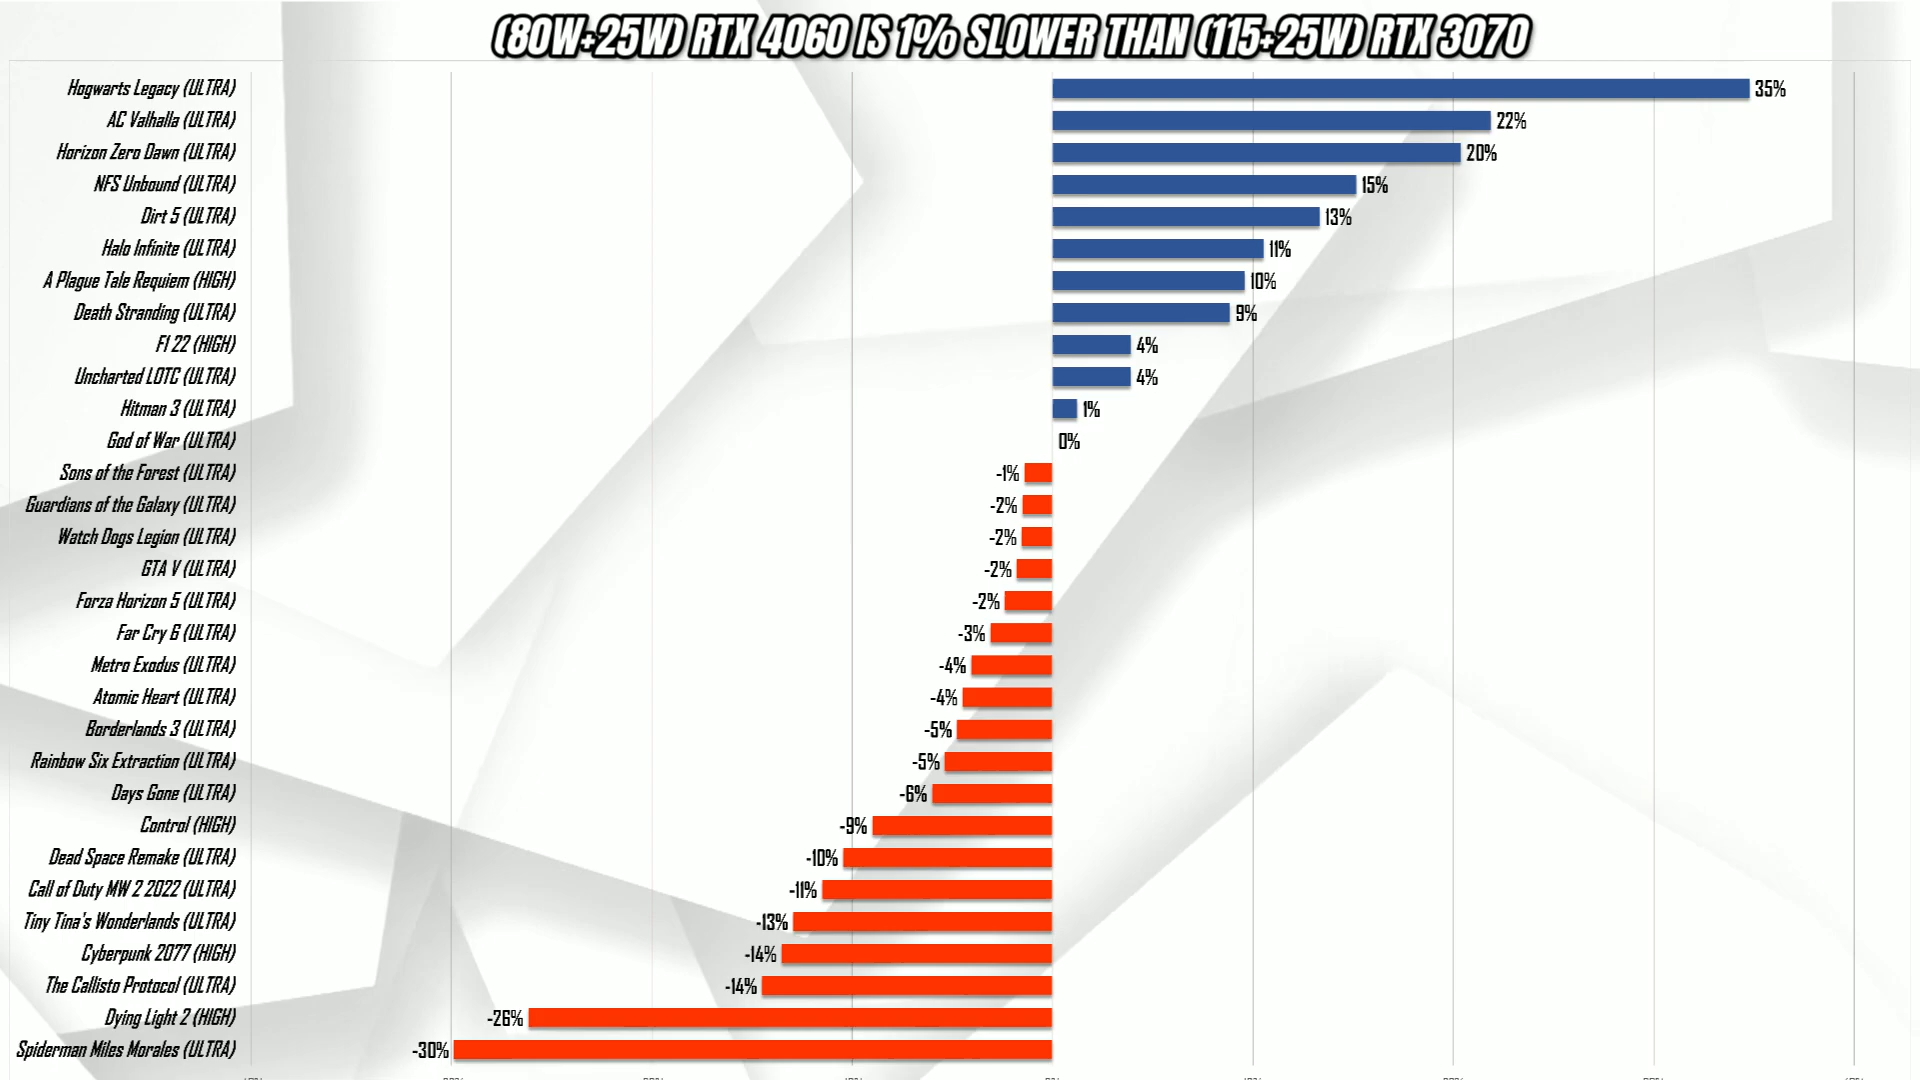 (80W+25W) RTX 4060 IS 1% SLOWER THAN (115+25W) RTX 3070
Hogwarts Legacy (ULTRA) 35%
AC Valhalla (ULTRA) 22%
Horizon Zero Dawn (ULTRA) 20%
NFS Unbound (ULTRA) 15%
Dirt 5 (ULTRA) 13%
Halo Infinite (ULTRA) 11%
A Plague Tale Requiem (HIGH) 10%
Death Stranding (ULTRA) 9%
F1 22 (HIGH) 4%
Uncharted LOTC (ULTRA) 4%
Hitman 3 (ULTRA) 1%
God of War (ULTRA) 0%
Sons of the Forest (ULTRA) -1%
Guardians of the Galaxy (ULTRA) -2%
Watch Dogs Legion (ULTRA) -2%
GTA V (ULTRA) -2%
Forza Horizon 5 (ULTRA) -2%
Far Cry 6 (ULTRA) -3%
Metro Exodus (ULTRA) -4%
Atomic Heart (ULTRA) -4%
Borderlands 3 (ULTRA) -5%
Rainbow Six Extraction (ULTRA) -5%
Days Gone (ULTRA) -6%
Control (HIGH) -9%
Dead Space Remake (ULTRA) -10%
Call of Duty MW 2 2022 (ULTRA) -11%
Tiny Tina's Wonderlands (ULTRA) -13%
Cyberpunk 2077 (HIGH) -14%
The Callisto Protocol (ULTRA) -14%
Dying Light 2 (HIGH) -26%
Spiderman Miles Morales (ULTRA) -30%